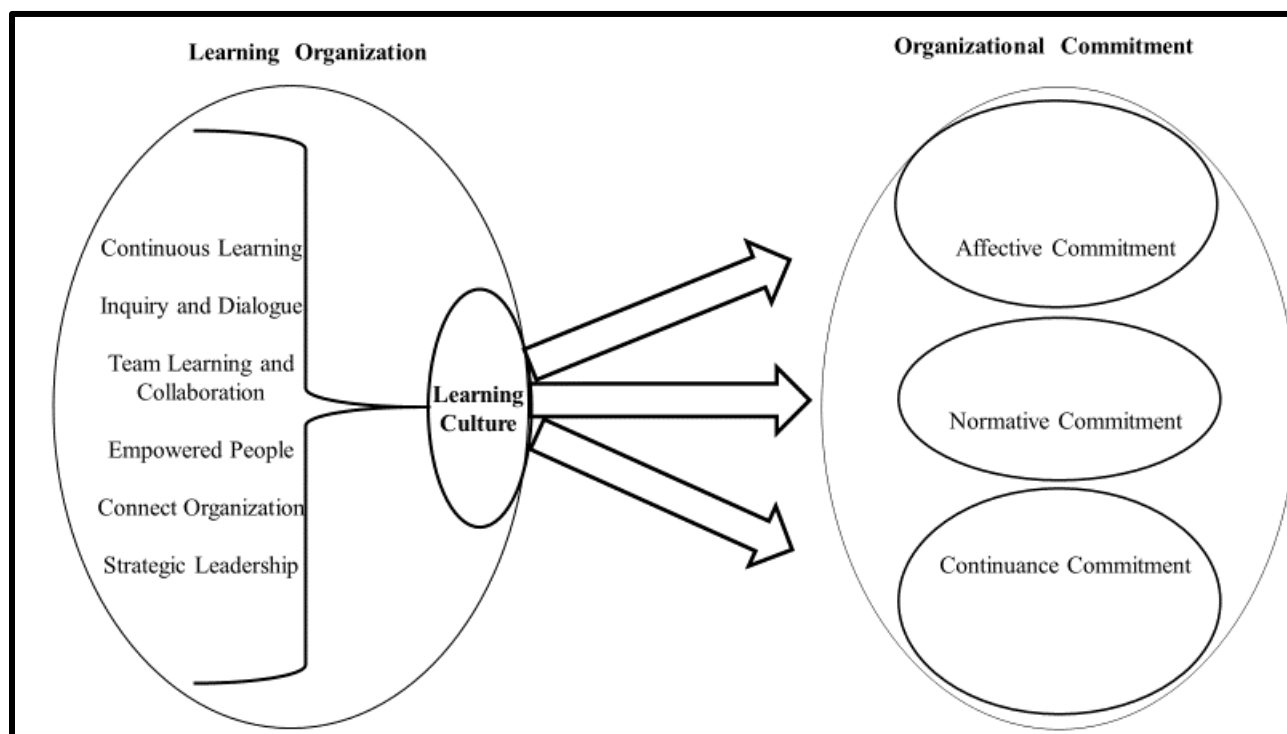 Learning Organization
Continuous Learning
Inquiry and Dialogue
Team Learning and
Collaboration
Empowered People
Connect Organization
Strategic Leadership
Learning
Culture
Organizational Commitment
Affective Commitment
Normative Commitment
Continuance Commitment